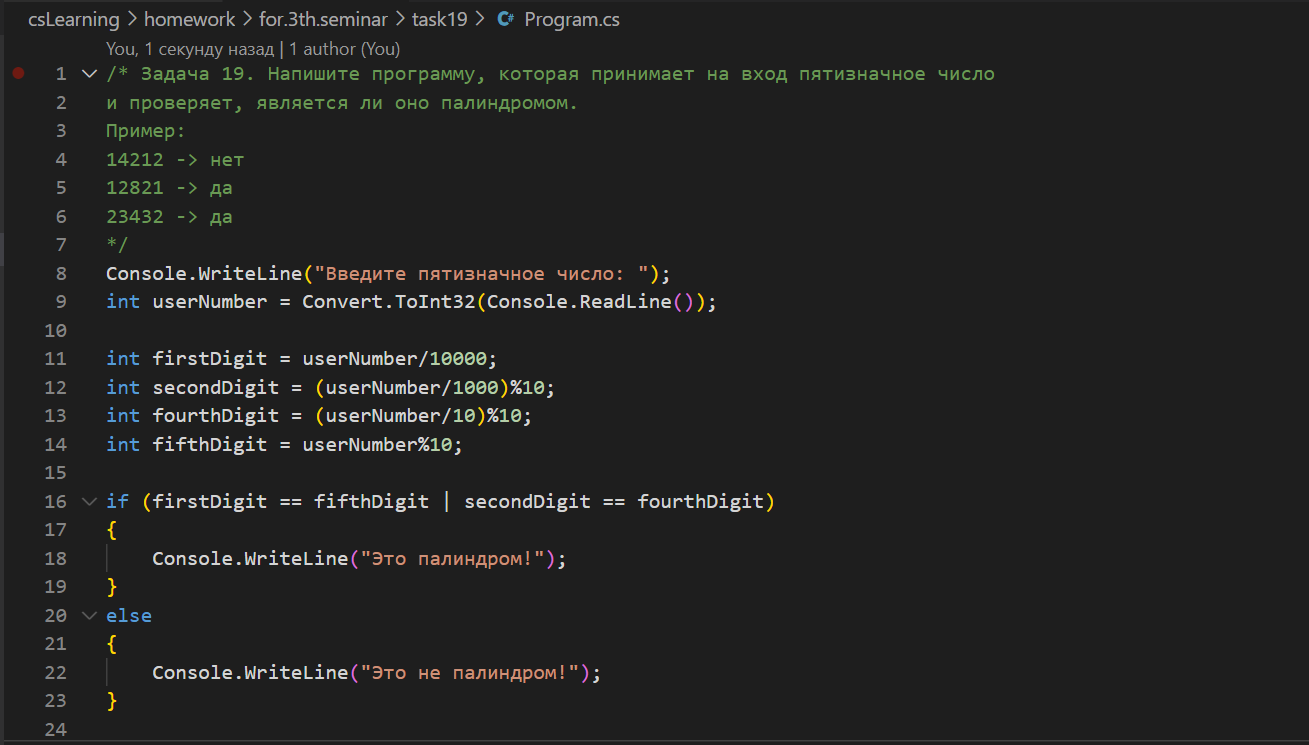 csLearning > homework > for.3th.seminar > task19 > C# Program.cs
You, 1 секунду назад | 1 author (You)
1 /* Задача 19. Напишите программу, которая принимает на вход пятизначное число
2 и проверяет, является ли оно палиндромом.
3 Пример:
4 14212 -> нет
5 12821 -> да
6 23432 -> да
7 */
8 Console.WriteLine("Введите пятизначное число: ");
9 int userNumber = Convert.ToInt32(Console.ReadLine());
10
11 int firstDigit = userNumber/10000;
12 int secondDigit = (userNumber/1000)%10;
13 int fourthDigit = (userNumber/10)%10;
14 int fifthDigit = userNumber%10;
15
16 if (firstDigit == fifthDigit | secondDigit == fourthDigit)
17 {
18 Console.WriteLine("Это палиндром!");
19 }
20 else
21 {
22 Console.WriteLine("Это не палиндром!");
23 }
24